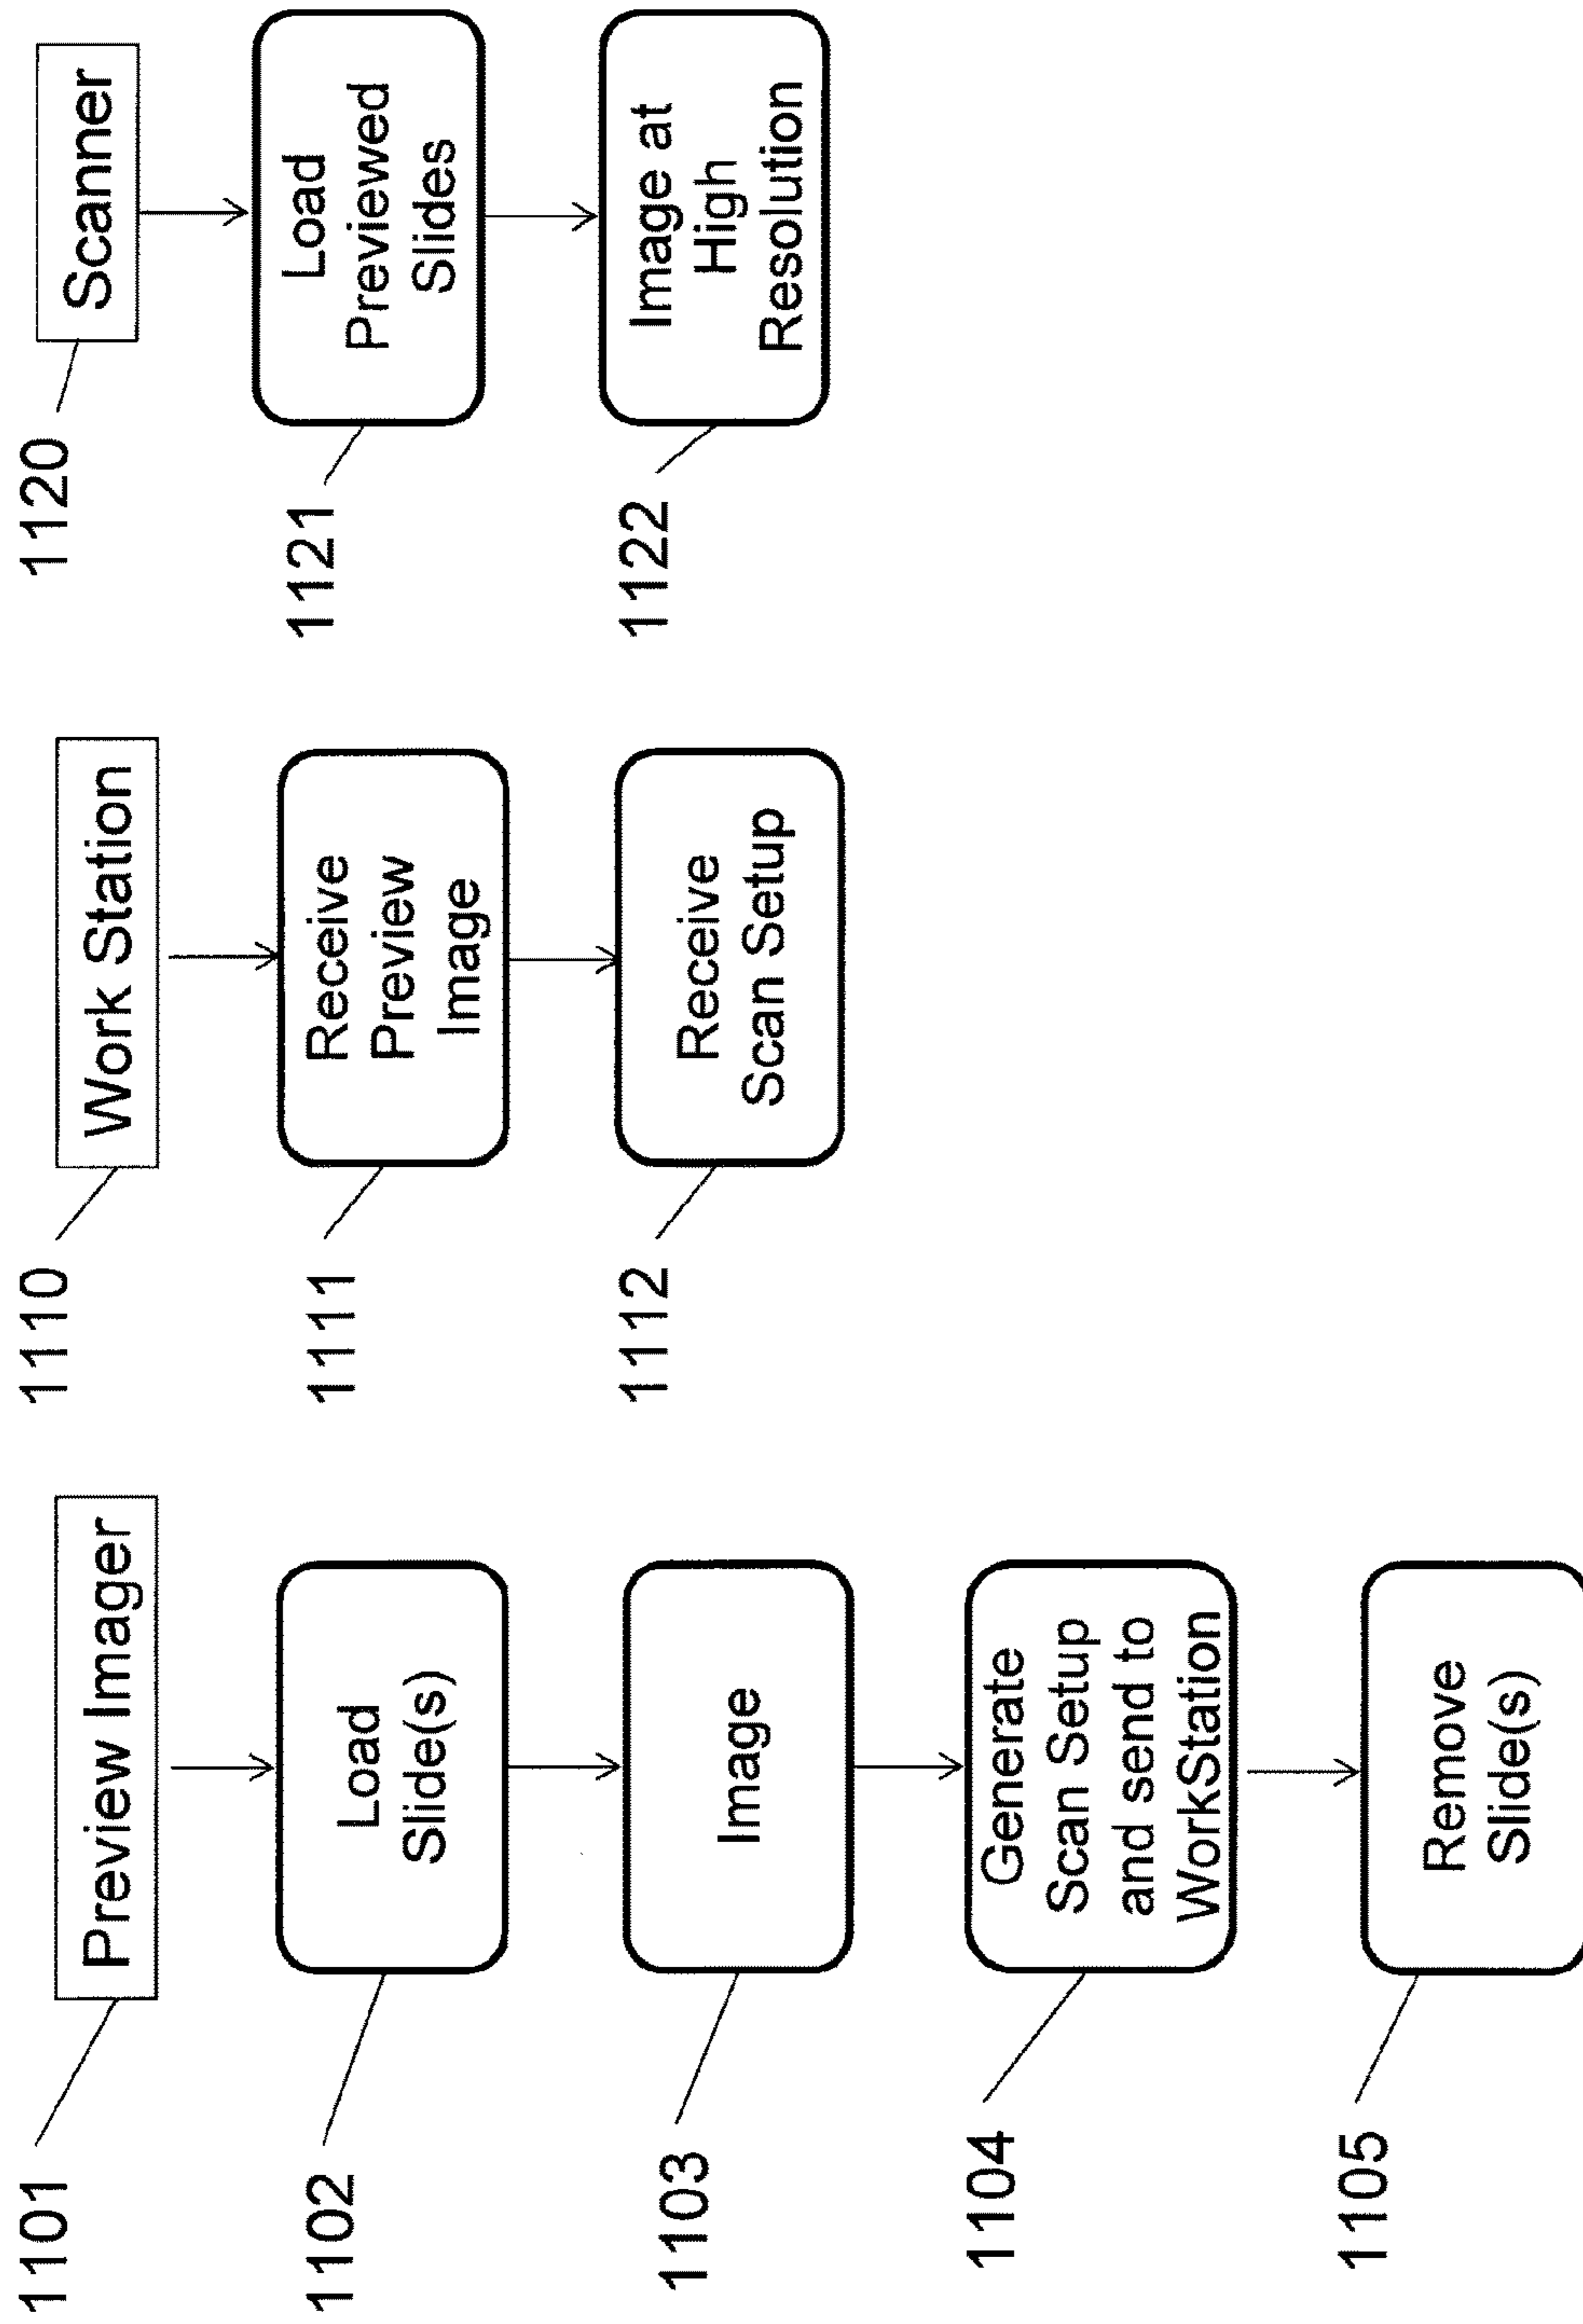 1101
Preview Imager
1102
Load
Slide(s)
1103
Image
1104
Generate
Scan Setup
and send to
WorkStation
1105
Remove
Slide(s)
1110
Work Station
1111
Receive
Preview
Image
1112
Receive
Scan Setup
1120
Scanner
1121
Load
Previewed
Slides
1122
Image at
High
Resolution